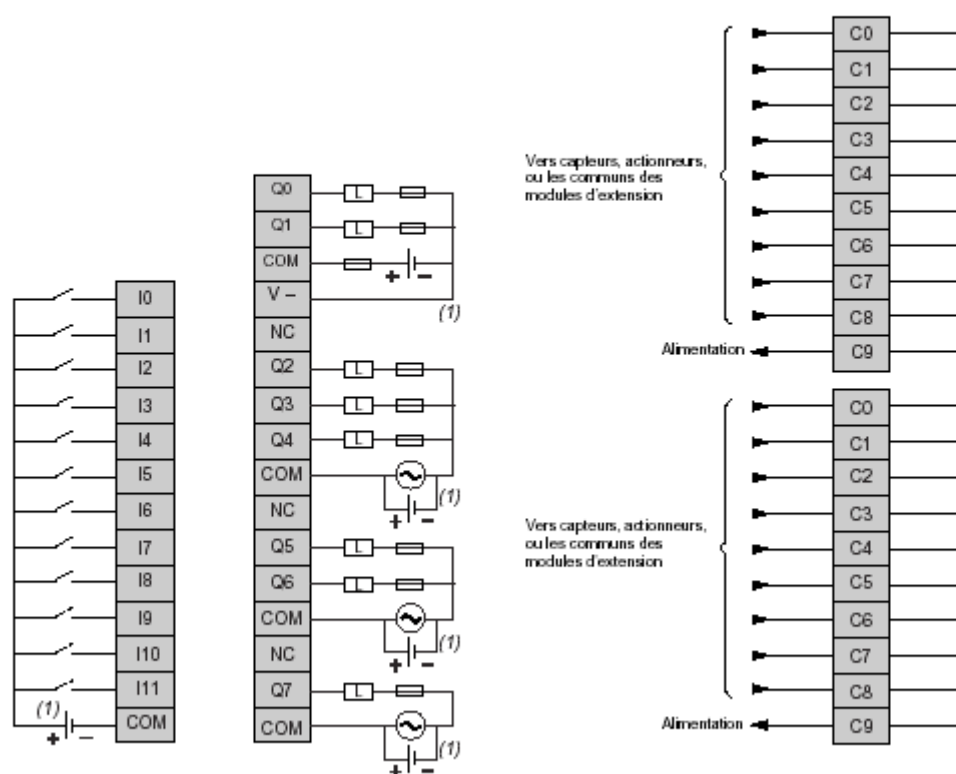 I0
I1
I2
I3
I4
I5
I6
I7
I8
I9
I10
I11
COM
(1)
+ –
Q0
L
Q1
L
COM
+ –
V –
(1)
NC
Q2
L
Q3
L
Q4
L
COM
(1)
+ –
NC
Q5
L
Q6
L
COM
(1)
+ –
NC
Q7
L
COM
(1)
+ –
Vers capteurs, actionneurs,
ou les communs des
modules d'extension
C0
C1
C2
C3
C4
C5
C6
C7
C8
Alimentation
C9
Vers capteurs, actionneurs,
ou les communs des
modules d'extension
C0
C1
C2
C3
C4
C5
C6
C7
C8
Alimentation
C9